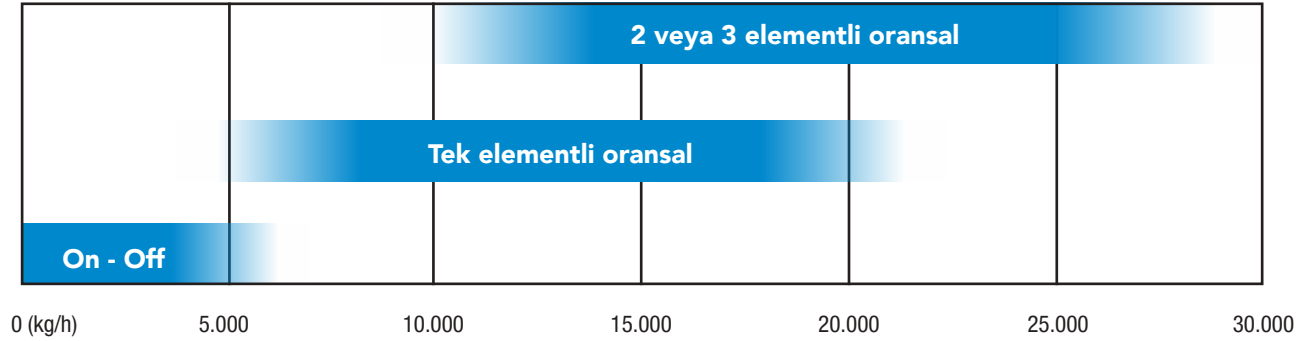 2 veya 3 elementli oransal
Tek elementli oransal
On - Off
0 (kg/h) 5.000 10.000 15.000 20.000 25.000 30.000